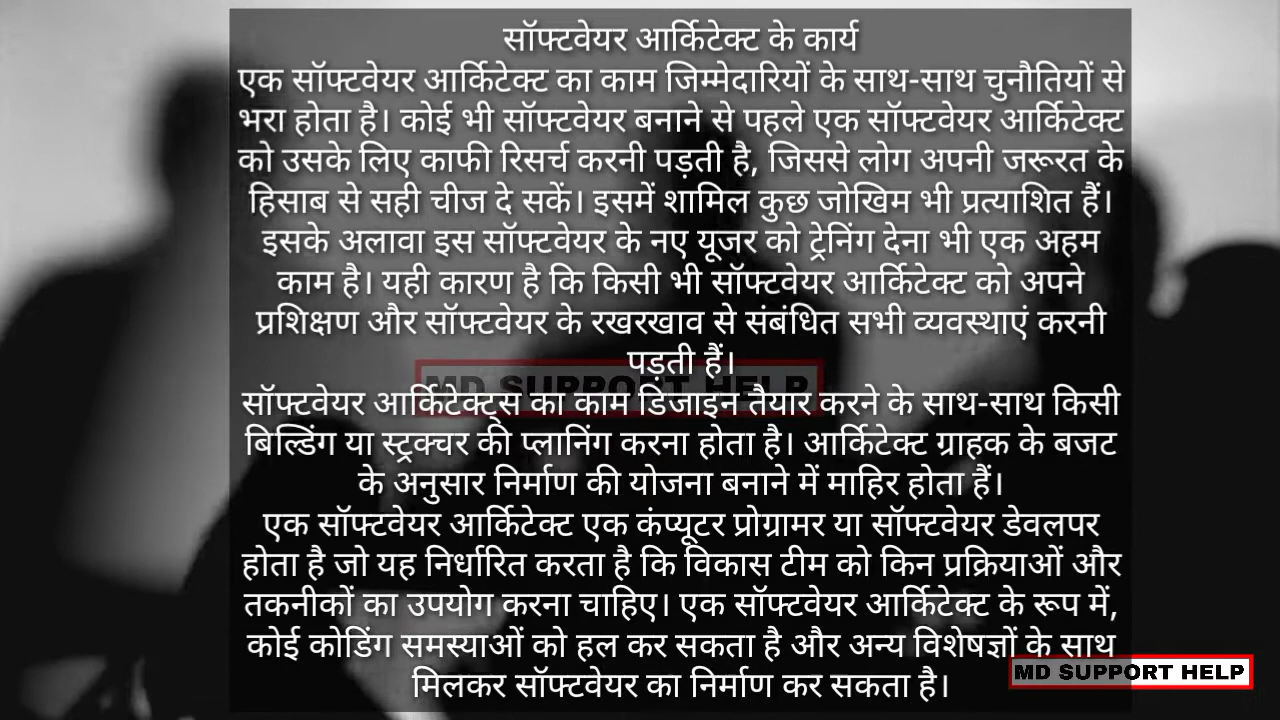 सॉफ्टवेयर आर्किटेक्ट के कार्य
एक सॉफ्टवेयर आर्किटेक्ट का काम जिम्मेदारियों के साथ-साथ चुनौतियों से
भरा होता है। कोई भी सॉफ्टवेयर बनाने से पहले एक सॉफ्टवेयर आर्किटेक्ट
को उसके लिए काफी रिसर्च करनी पड़ती है, जिससे लोग अपनी जरूरत के
हिसाब से सही चीज दे सकें। इसमें शामिल कुछ जोखिम भी प्रत्याशित हैं।
इसके अलावा इस सॉफ्टवेयर के नए यूजर को ट्रेनिंग देना भी एक अहम
काम है। यही कारण है कि किसी भी सॉफ्टवेयर आर्किटेक्ट को अपने
प्रशिक्षण और सॉफ्टवेयर के रखरखाव से संबंधित सभी व्यवस्थाएं करनी
पड़ती हैं।
MD SUPPORT HELP
सॉफ्टवेयर आर्किटेक्ट्स का काम डिजाइन तैयार करने के साथ-साथ किसी
बिल्डिंग या स्ट्रक्चर की प्लानिंग करना होता है। आर्किटेक्ट ग्राहक के बजट
के अनुसार निर्माण की योजना बनाने में माहिर होता हैं।
एक सॉफ्टवेयर आर्किटेक्ट एक कंप्यूटर प्रोग्रामर या सॉफ्टवेयर डेवलपर
होता है जो यह निर्धारित करता है कि विकास टीम को किन प्रक्रियाओं और
तकनीकों का उपयोग करना चाहिए। एक सॉफ्टवेयर आर्किटेक्ट के रूप में,
कोई कोडिंग समस्याओं को हल कर सकता है और अन्य विशेषज्ञों के साथ
मिलकर सॉफ्टवेयर का निर्माण कर सकता है।
MD SUPPORT HELP